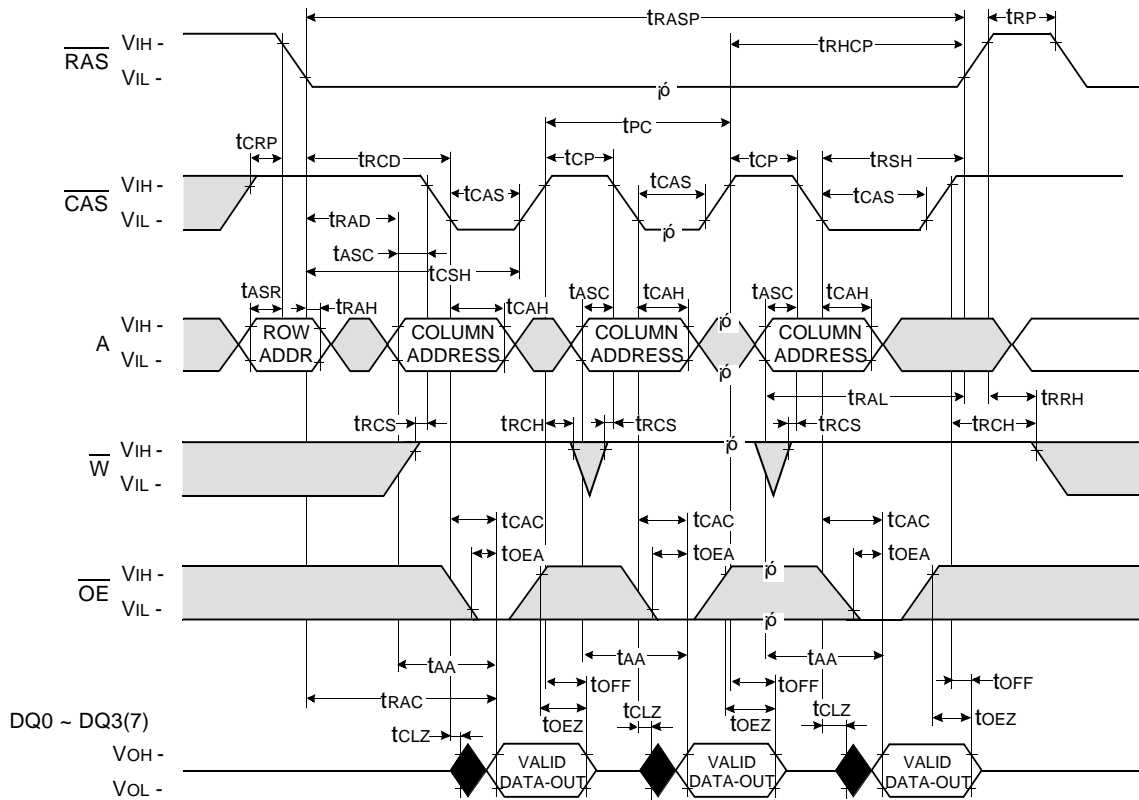 tRASP
tRP
VIH -
RAS
VIL -
tRHCP
¡ó
tPC
tCRP
tRCD
tCP
tCP
tRSH
VIH -
CAS
VIL -
tCAS
tCAS
tCAS
¡ó
tRAD
tASC
tCSH
tASR
tRAH
tCAH
tASC
tCAH
tASC
tCAH
VIH -
A
VIL -
ROW
ADDR
COLUMN
ADDRESS
COLUMN
ADDRESS
¡ó
¡ó
COLUMN
ADDRESS
tRAL
tRRH
tRCS
tRCH
tRCS
tRCS
tRCH
VIH -
W
VIL -
¡ó
tCAC
tCAC
tCAC
tOEA
tOEA
tOEA
VIH -
OE
VIL -
¡ó
¡ó
tAA
tAA
tAA
tRAC
tOFF
tOFF
tOFF
DQ0 ~ DQ3(7)
tCLZ
tOEZ
tCLZ
tOEZ
tCLZ
tOEZ
VOH -
VOL -
VALID
DATA-OUT
VALID
DATA-OUT
VALID
DATA-OUT